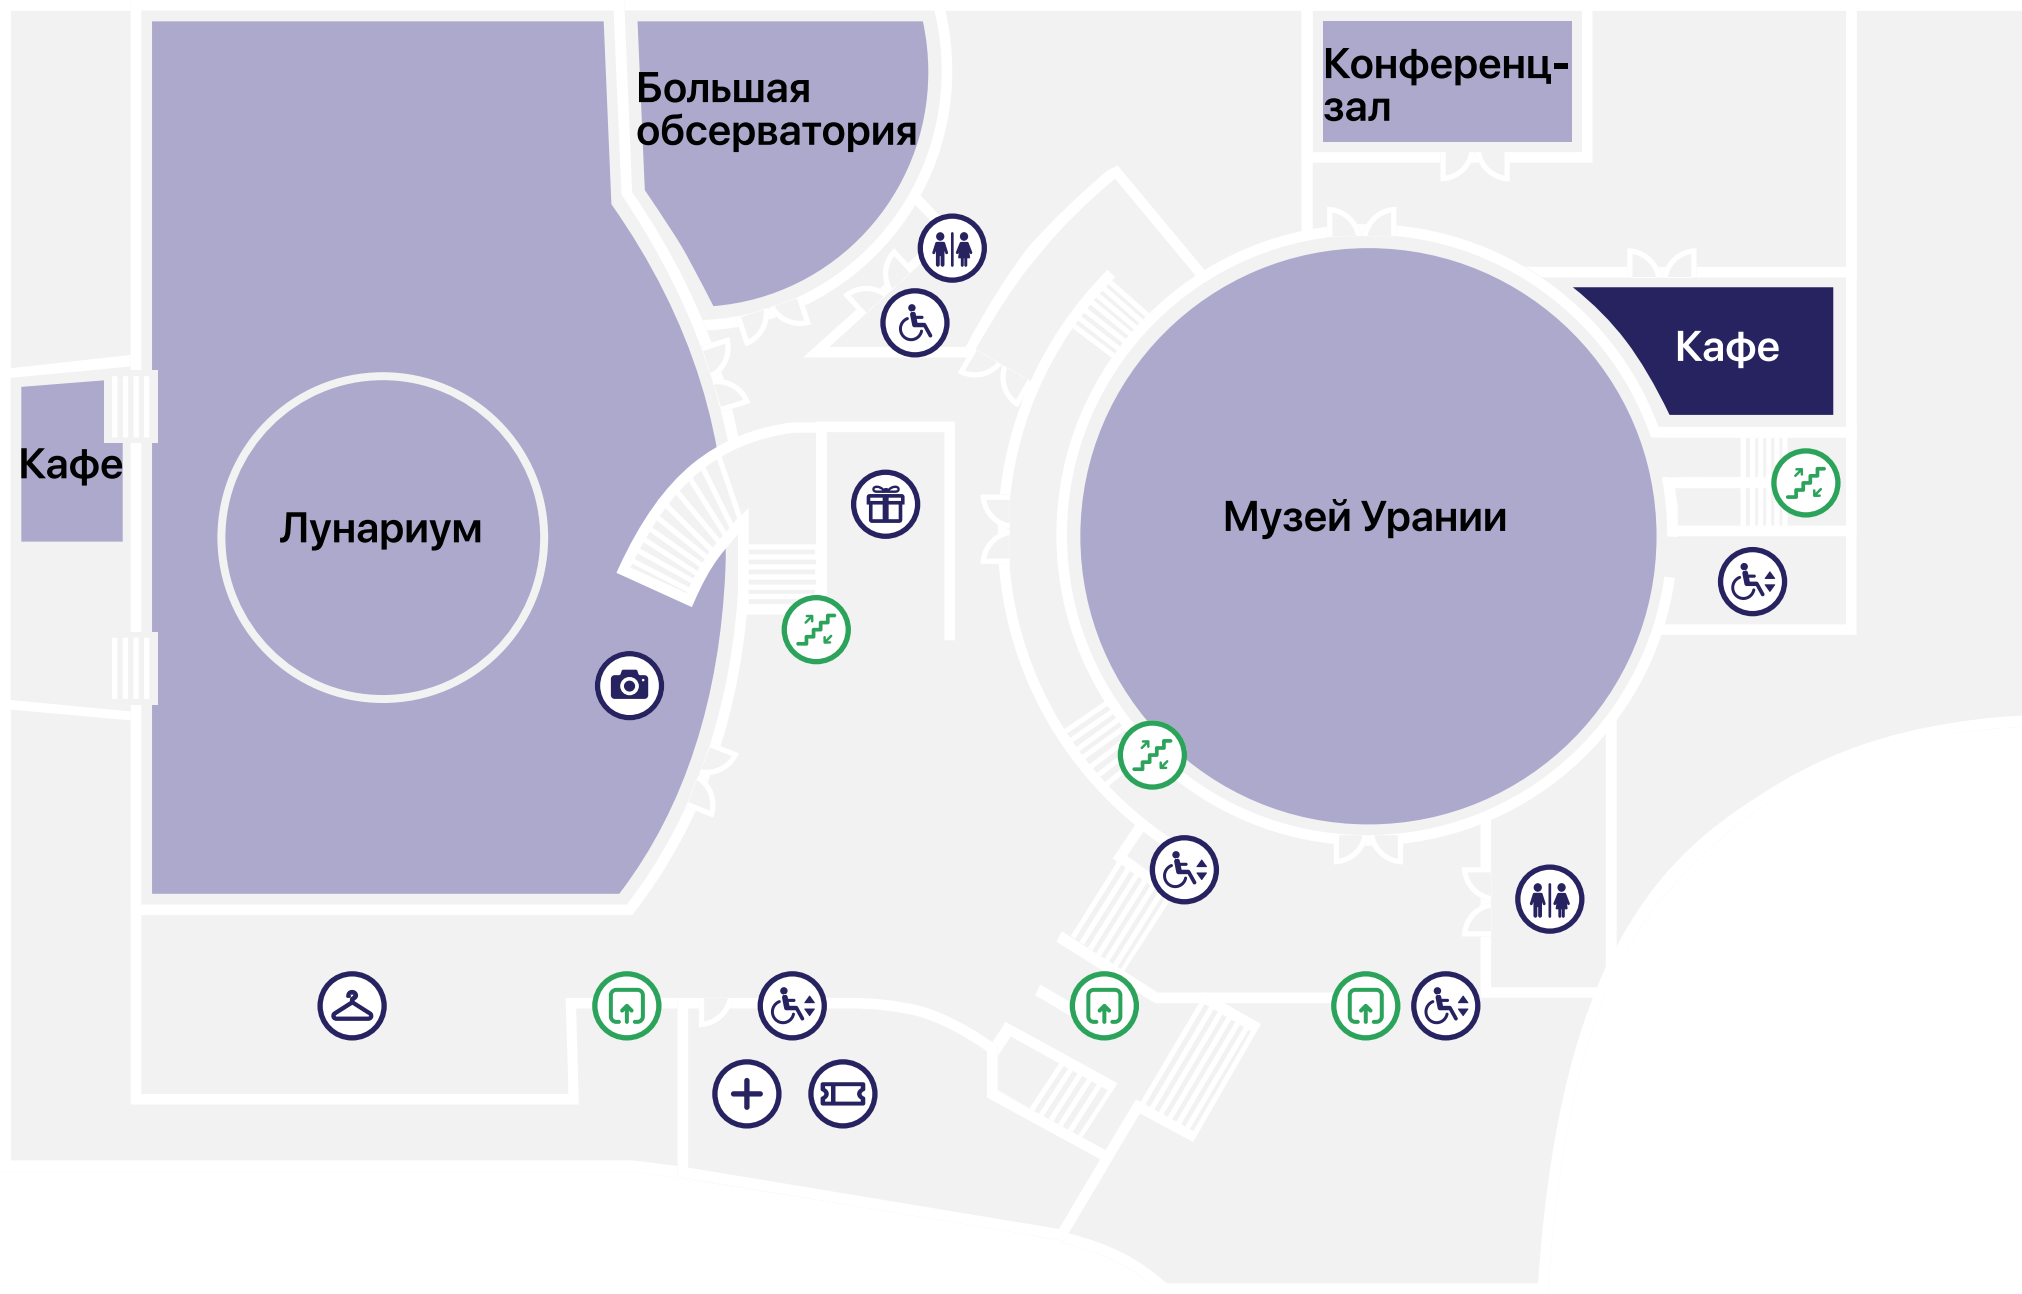 Большая
обсерватория
Конференц-
зал
Кафе
Кафе
Лунариум
Музей Урании